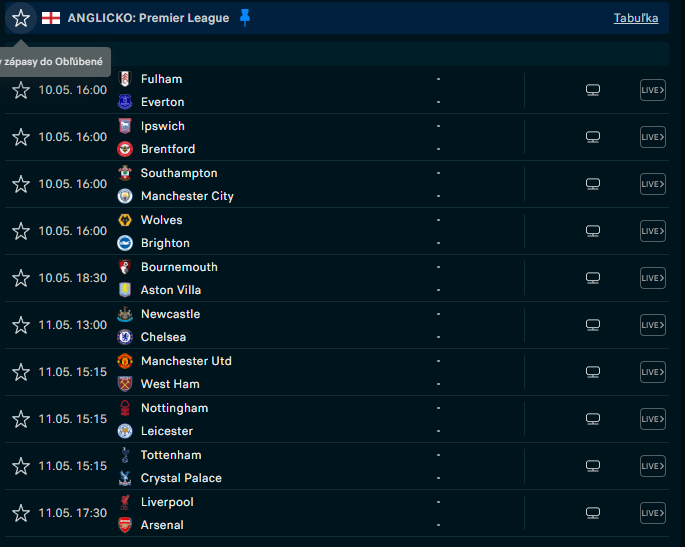 ANGLICKO: Premier League Tabuľka
zápasy do Obľúbené
10.05. 16:00 Fulham - LIVE
Everton -
10.05. 16:00 Ipswich - LIVE
Brentford -
10.05. 16:00 Southampton - LIVE
Manchester City -
10.05. 16:00 Wolves - LIVE
Brighton -
10.05. 18:30 Bournemouth - LIVE
Aston Villa -
11.05. 13:00 Newcastle - LIVE
Chelsea -
11.05. 15:15 Manchester Utd - LIVE
West Ham -
11.05. 15:15 Nottingham - LIVE
Leicester -
11.05. 15:15 Tottenham - LIVE
Crystal Palace -
11.05. 17:30 Liverpool - LIVE
Arsenal -